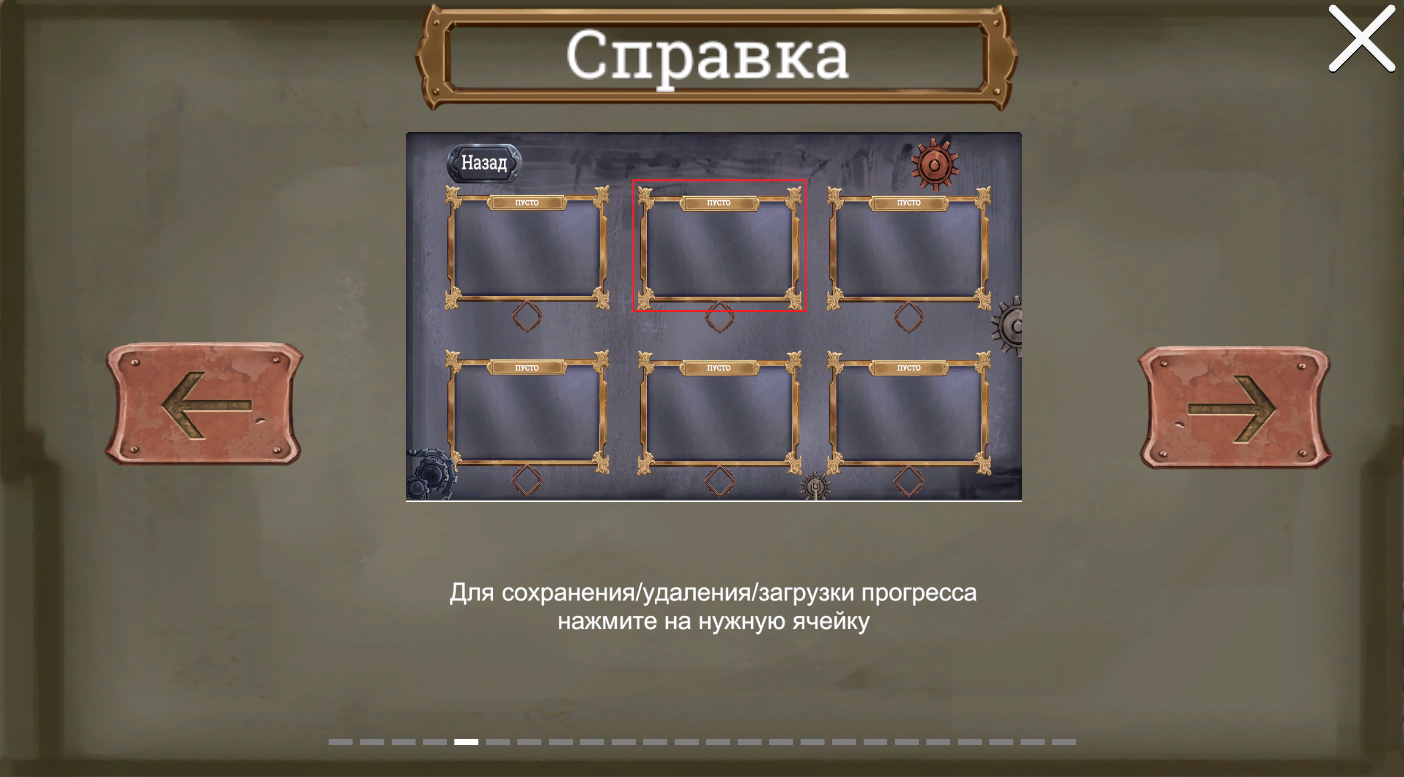 Справка
Назад
ПУСТО ПУСТО ПУСТО
ПУСТО ПУСТО ПУСТО
Для сохранения/удаления/загрузки прогресса
нажмите на нужную ячейку